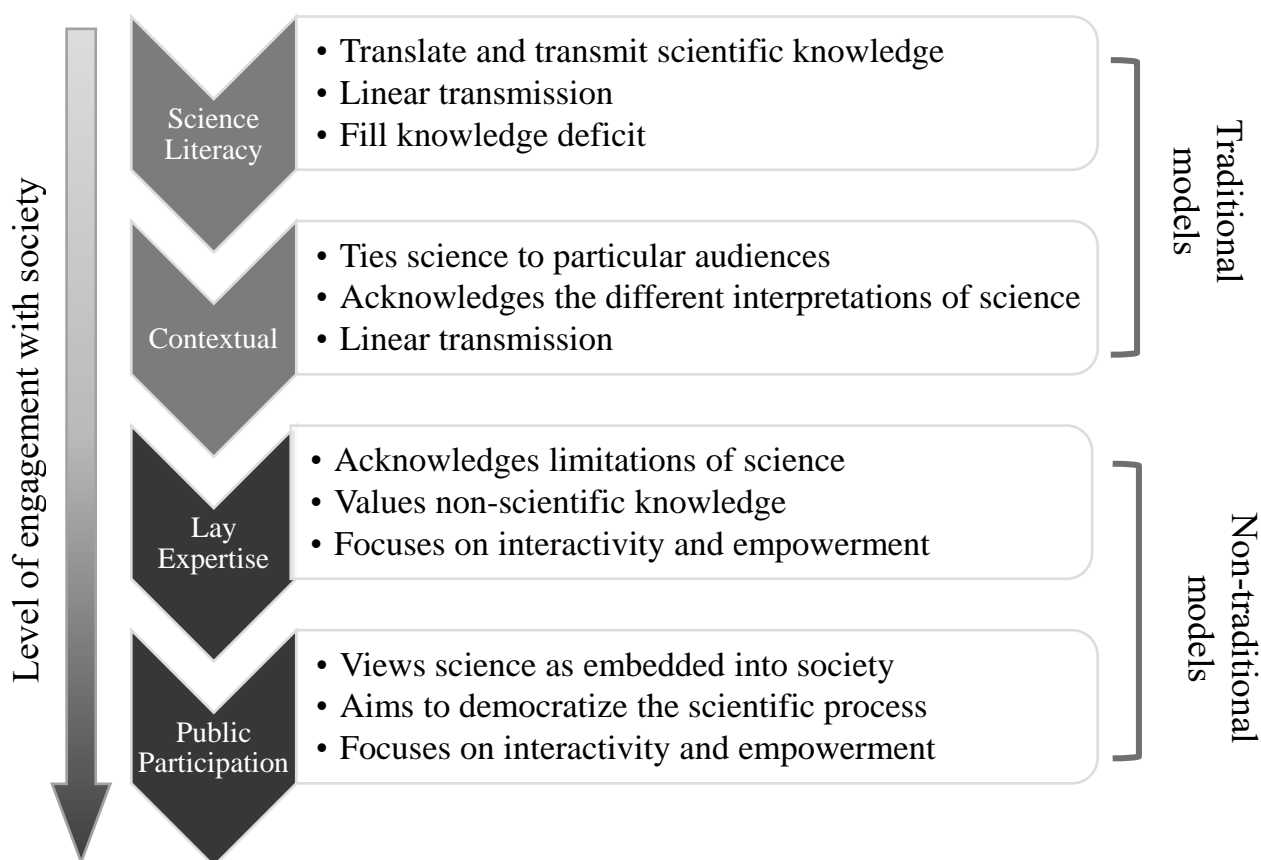 Level of engagement with society
Science
Literacy
• Translate and transmit scientific knowledge
• Linear transmission
• Fill knowledge deficit
Contextual
• Ties science to particular audiences
• Acknowledges the different interpretations of science
• Linear transmission
Traditional
models
Lay
Expertise
• Acknowledges limitations of science
• Values non-scientific knowledge
• Focuses on interactivity and empowerment
Public
Participation
• Views science as embedded into society
• Aims to democratize the scientific process
• Focuses on interactivity and empowerment
Non-traditional
models